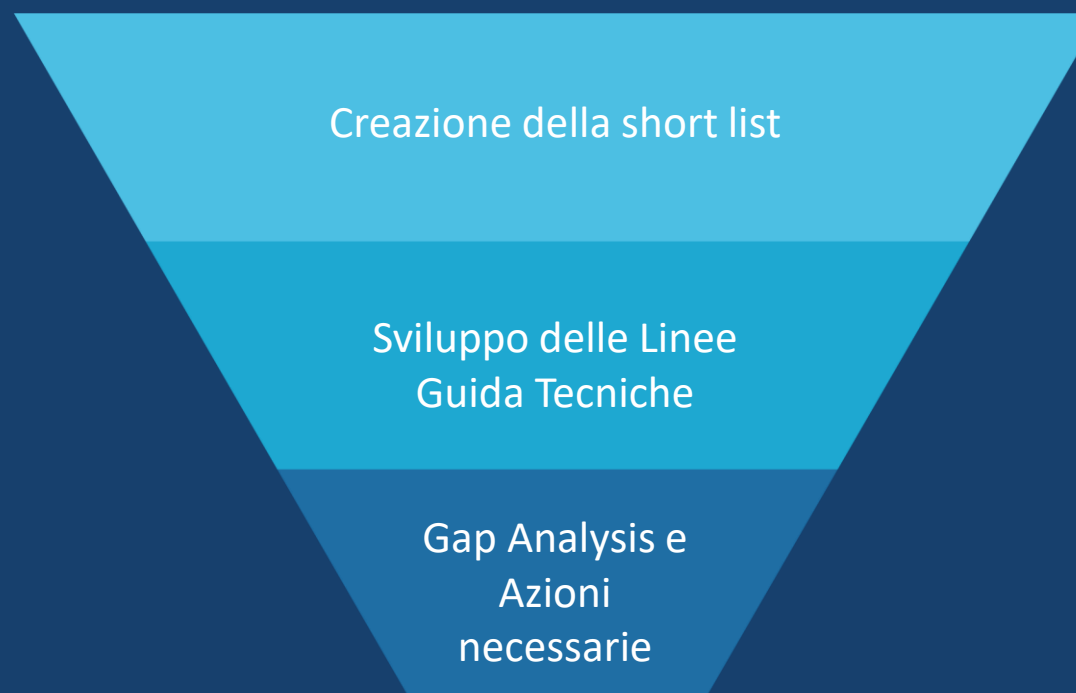 Creazione della short list
Sviluppo delle Linee
Guida Tecniche
Gap Analysis e
Azioni
necessarie